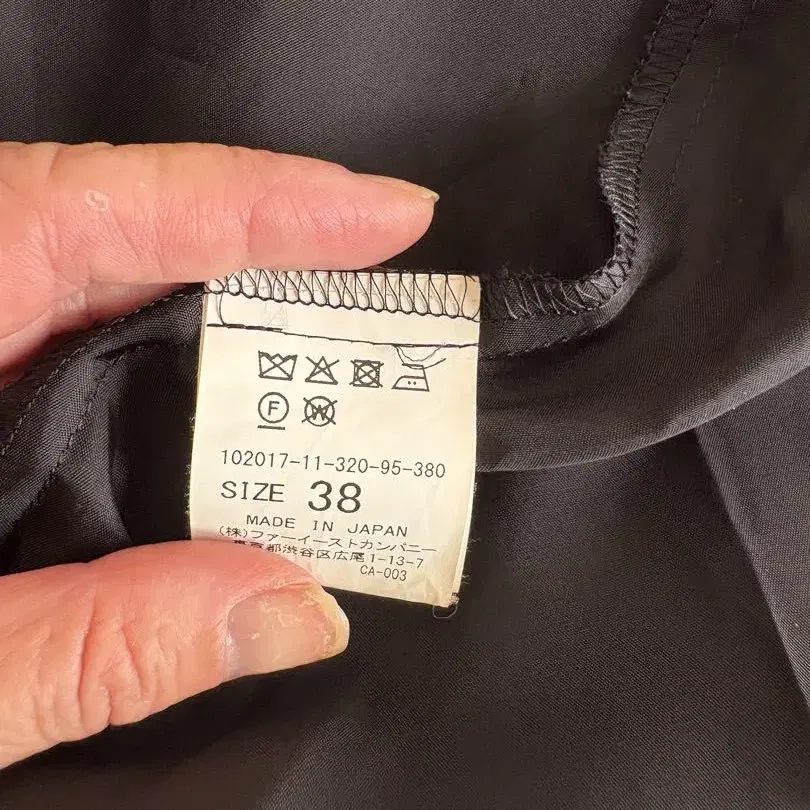 F
W
102017-11-320-95-380
SIZE 38
MADE IN JAPAN
(株)ファーイーストカンパニー
東京都渋谷区広尾1-13-7
CA-003